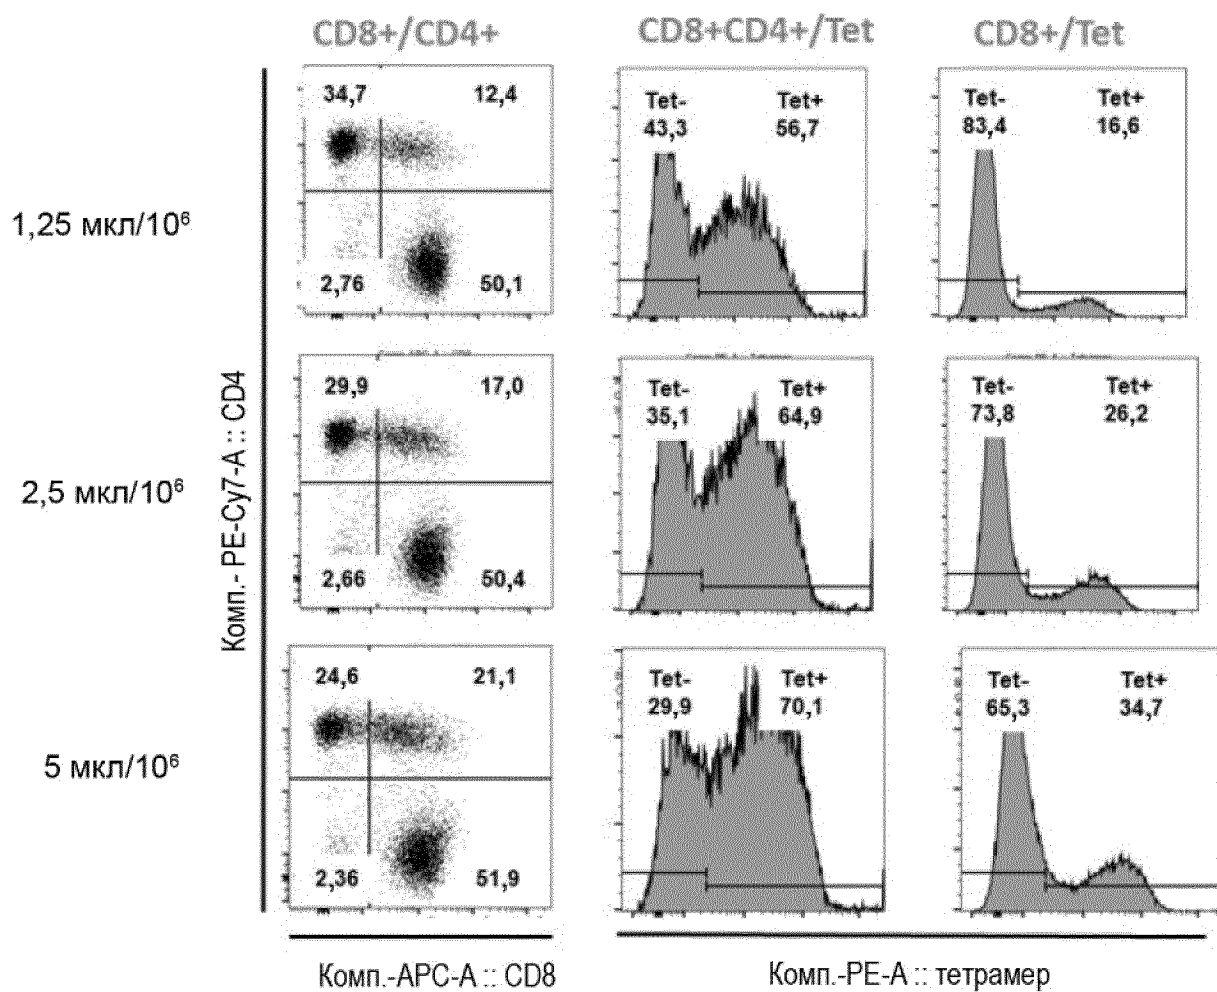 CD8+/CD4+
CD8+CD4+/Tet
CD8+/Tet
1,25 мкл/10⁶
34,7 12,4
2,76 50,1
Tet- Tet+
43,3 56,7
Tet- Tet+
83,4 16,6
2,5 мкл/10⁶
29,9 17,0
2,66 50,4
Tet- Tet+
35,1 64,9
Tet- Tet+
73,8 26,2
5 мкл/10⁶
24,6 21,1
2,36 51,9
Tet- Tet+
29,9 70,1
Tet- Tet+
65,3 34,7
Комп.- PE-Cy7-A :: CD4
Комп.-APC-A :: CD8
Комп.-PE-A :: тетрамер